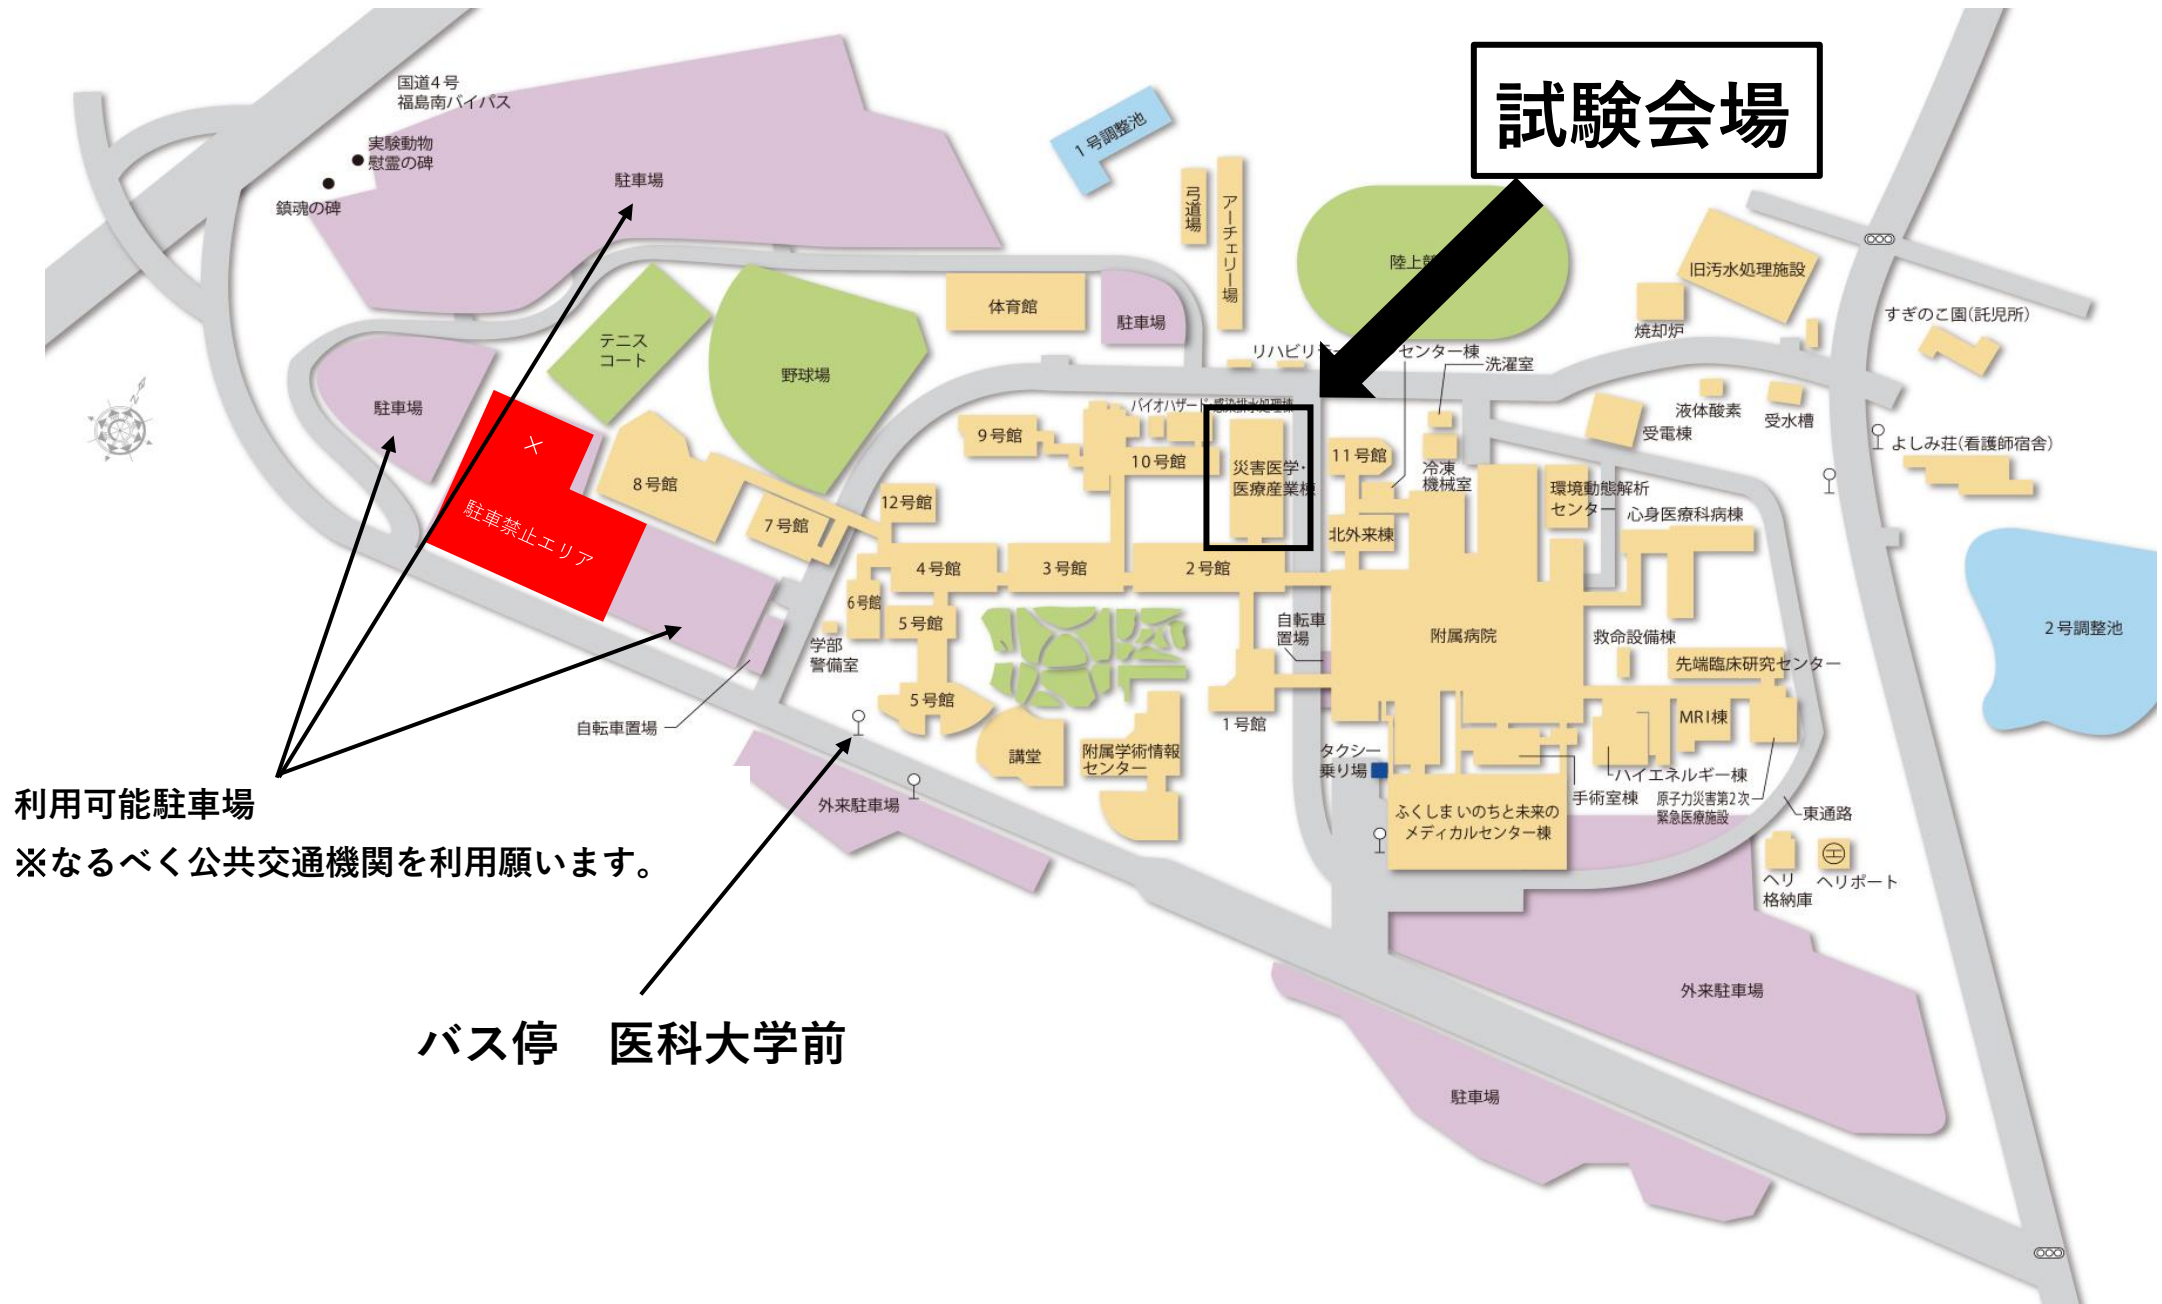 試験会場
国道4号
福島南バイパス
実験動物
慰霊の碑
鎮魂の碑
駐車場
1号調整池
弓道場
アーチェリー場
陸上競
旧汚水処理施設
焼却炉
すぎのこ園(託児所)
体育館
駐車場
テニス
コート
野球場
駐車場
リハビリテー
センター棟
洗濯室
バイオハザード・感染排水処理棟
液体酸素
受水槽
受電棟
よしみ荘(看護師宿舎)
9号館
10号館
災害医学・
医療産業棟
11号館
冷凍
機械室
環境動態解析
センター
心身医療科病棟
×
駐車禁止エリア
8号館
7号館
12号館
北外来棟
4号館
3号館
2号館
6号館
5号館
学部
警備室
自転車
置場
附属病院
救命設備棟
先端臨床研究センター
2号調整池
5号館
1号館
MRI棟
自転車置場
講堂
附属学術情報
センター
タクシー
乗り場
ハイエネルギー棟
手術室棟
原子力災害第2次
緊急医療施設
東通路
外来駐車場
ふくしま いのちと未来の
メディカルセンター棟
利用可能駐車場
※なるべく公共交通機関を利用願います。
ヘリ
格納庫
H
ヘリポート
外来駐車場
バス停　医科大学前
駐車場
N